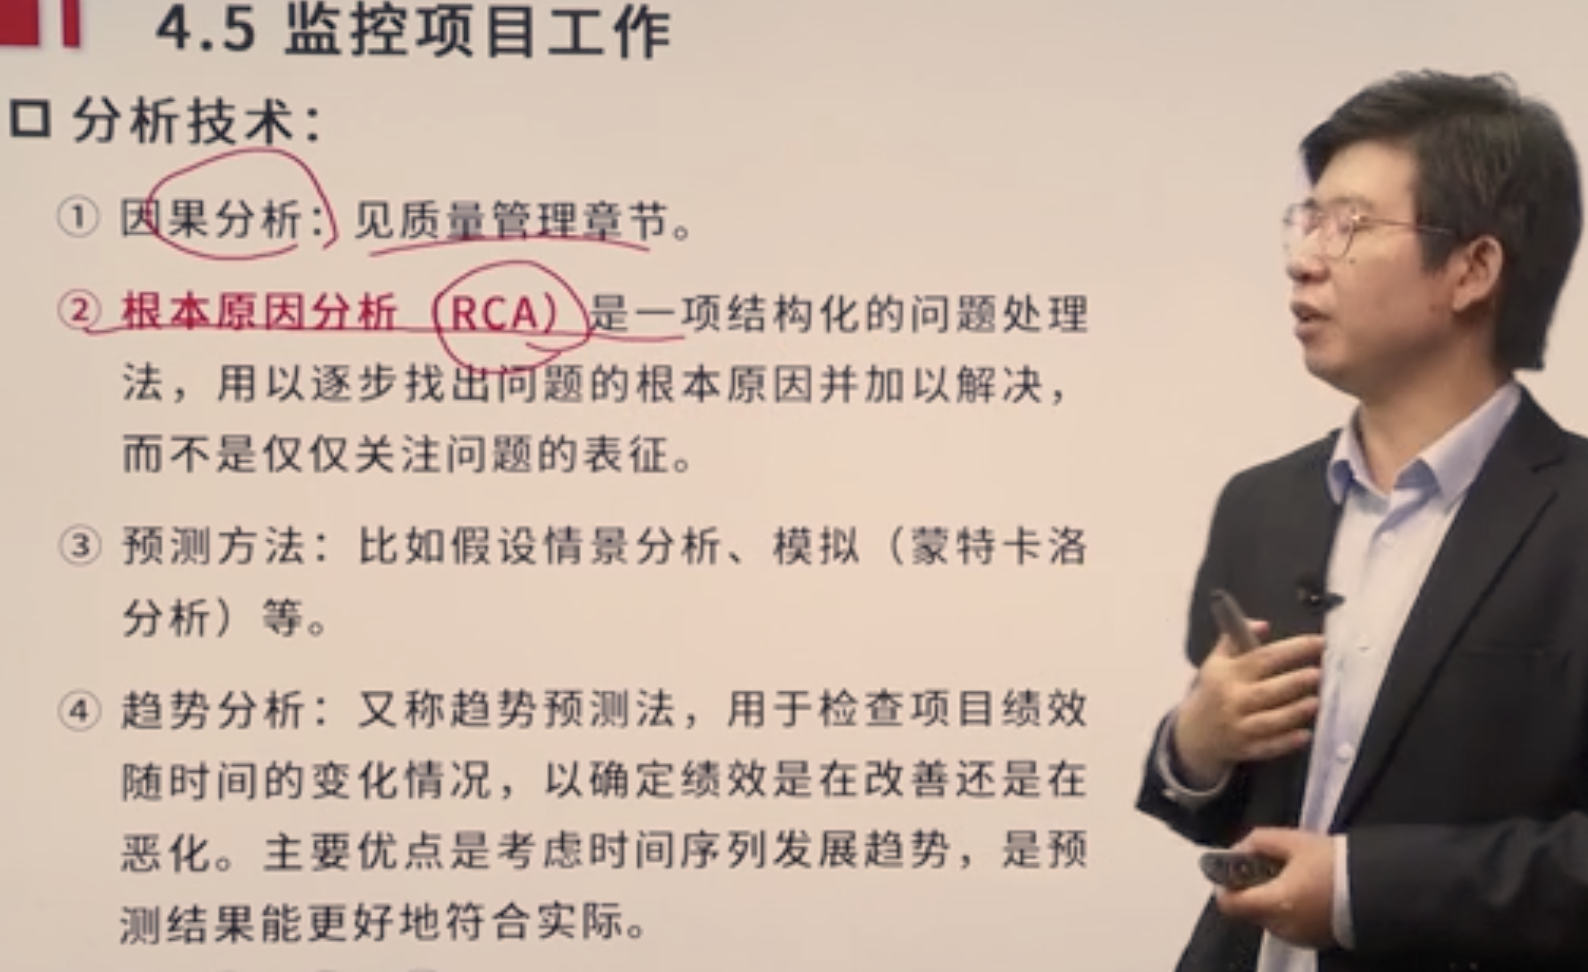 4.5 监控项目工作
分析技术：
① 因果分析：见质量管理章节。
② 根本原因分析（RCA）是一项结构化的问题处理
法，用以逐步找出问题的根本原因并加以解决，
而不是仅仅关注问题的表征。
③ 预测方法：比如假设情景分析、模拟（蒙特卡洛
分析）等。
④ 趋势分析：又称趋势预测法，用于检查项目绩效
随时间的变化情况，以确定绩效是在改善还是在
恶化。主要优点是考虑时间序列发展趋势，是预
测结果能更好地符合实际。